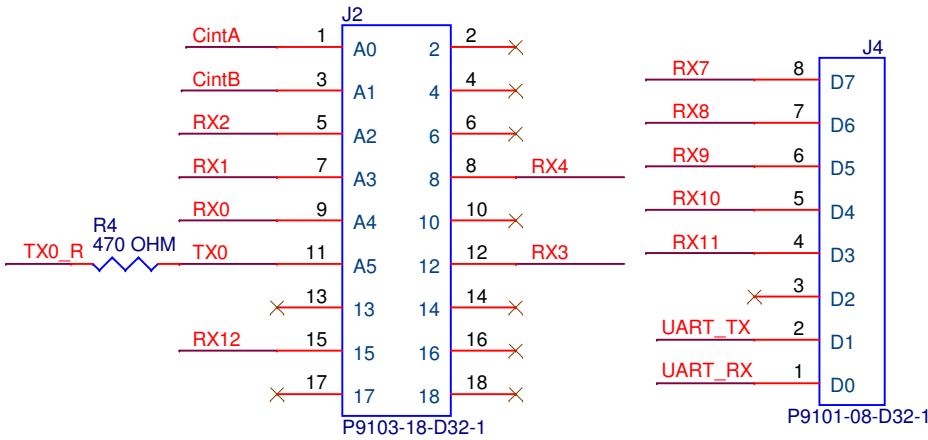 J2
CintA 1 A0 2 2
CintB 3 A1 4 4
RX2 5 A2 6 6
RX1 7 A3 8 8 RX4
RX0 9 A4 10 10
R4
470 OHM
TX0_R TX0 11 A5 12 12 RX3
13 13 14 14
RX12 15 15 16 16
17 17 18 18
P9103-18-D32-1
J4
RX7 8 D7
RX8 7 D6
RX9 6 D5
RX10 5 D4
RX11 4 D3
3 D2
UART_TX 2 D1
UART_RX 1 D0
P9101-08-D32-1